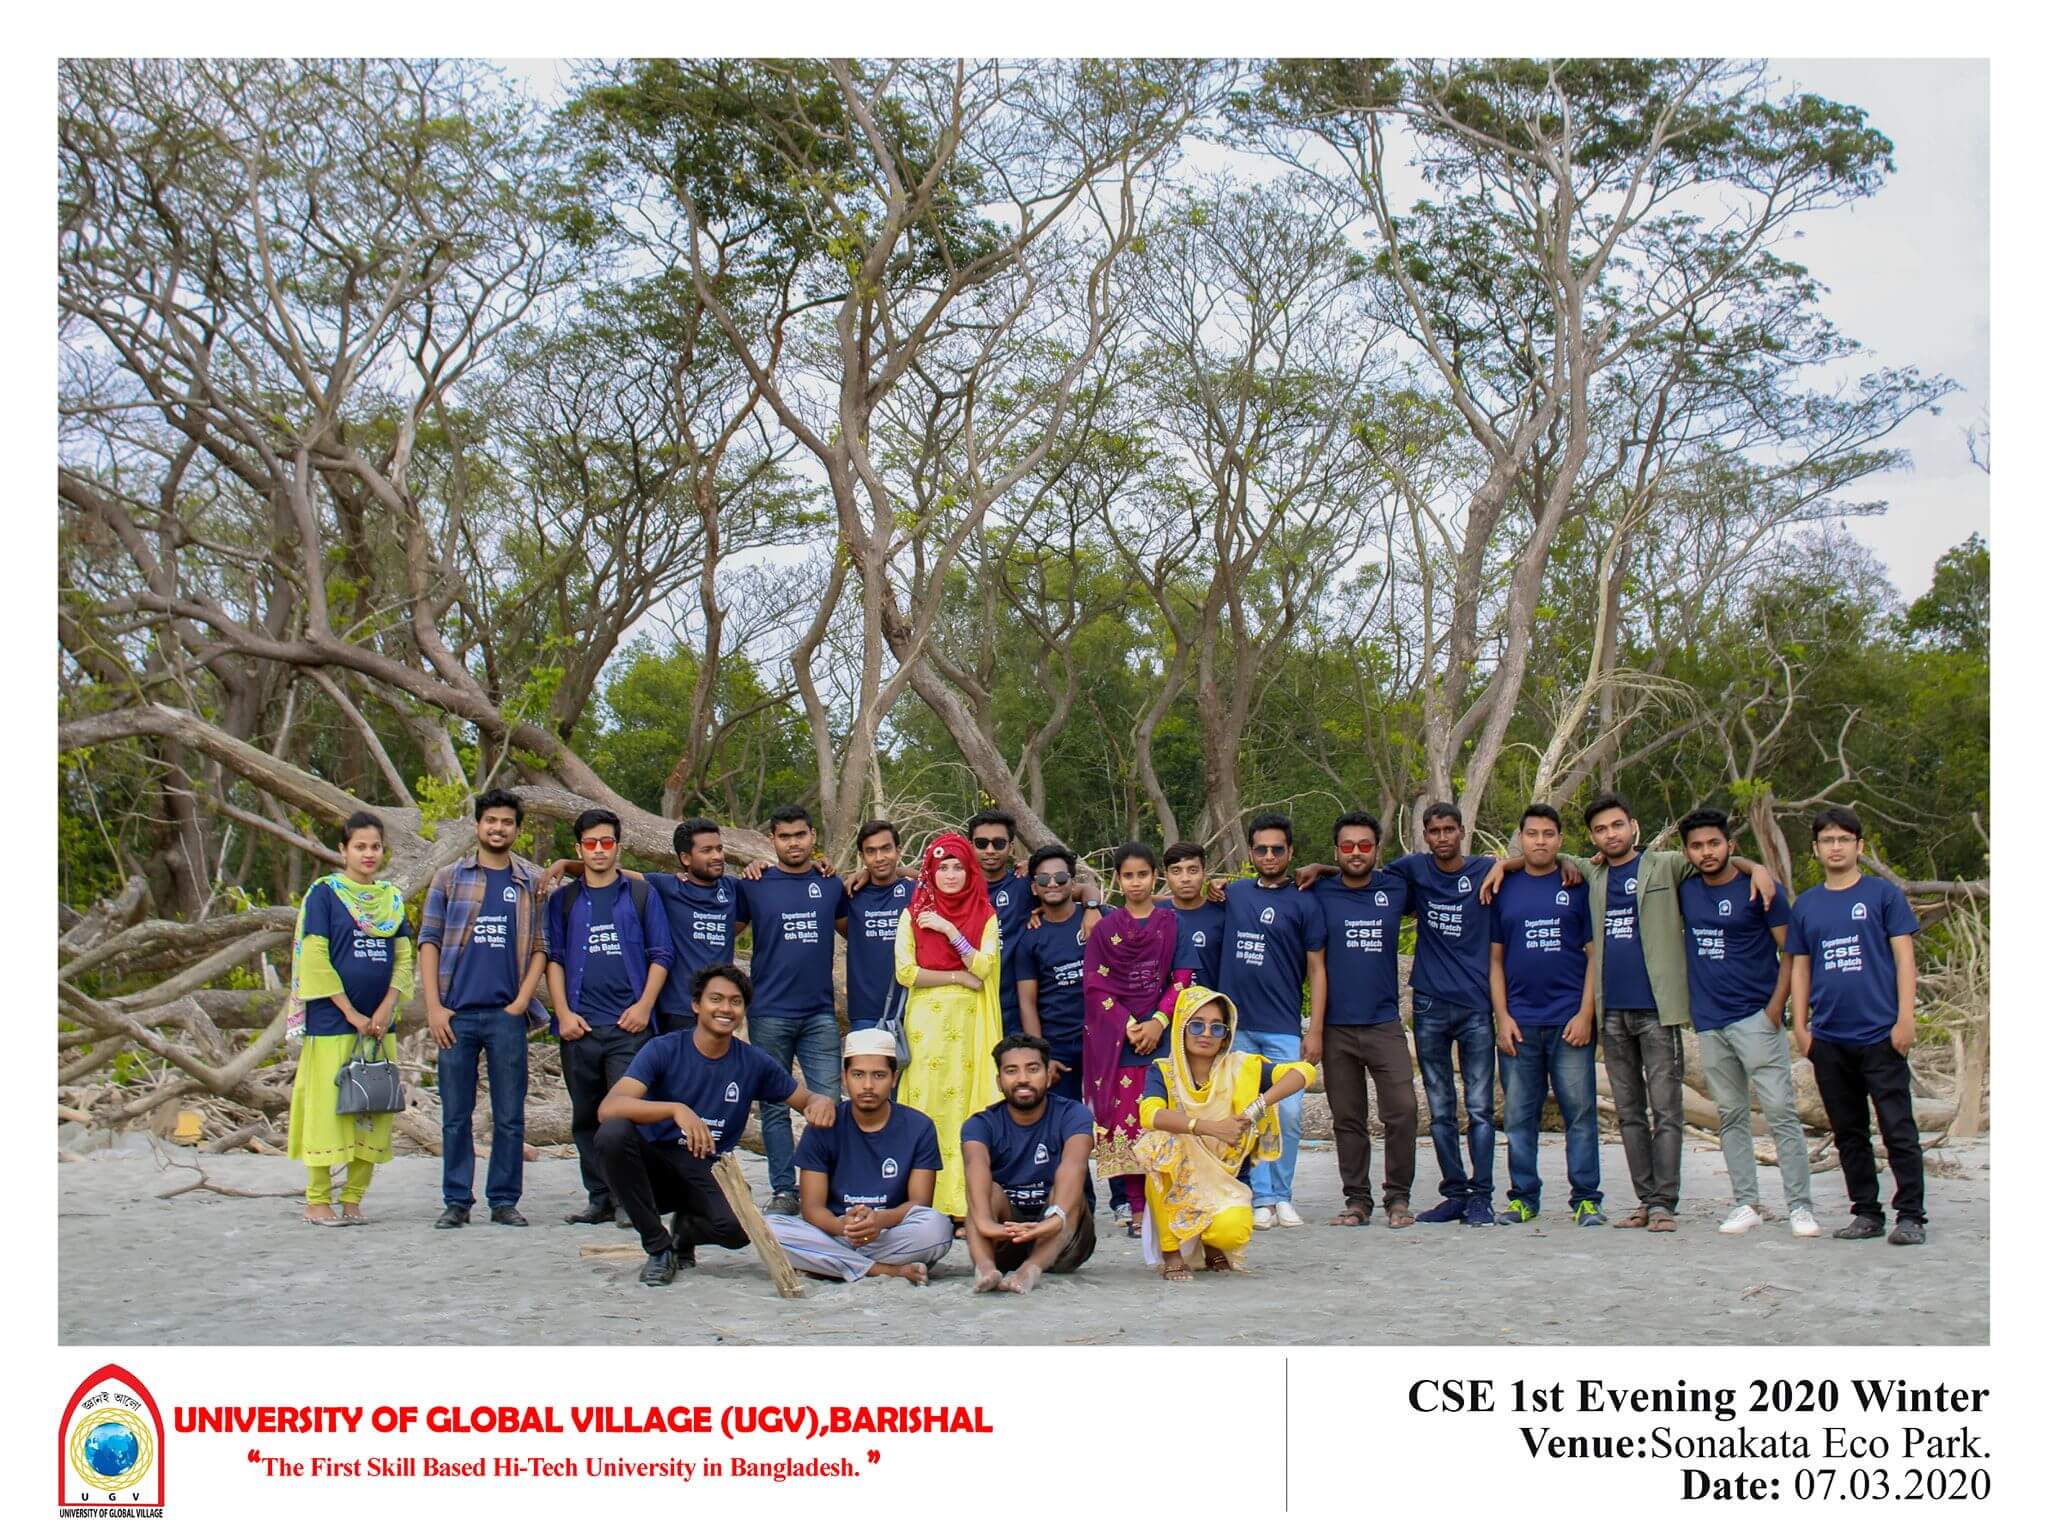 Department of
CSE
6th Batch
(Evening)
জ্ঞানই আলো
U G V
UNIVERSITY OF GLOBAL VILLAGE
UNIVERSITY OF GLOBAL VILLAGE (UGV),BARISHAL
“The First Skill Based Hi-Tech University in Bangladesh. ”
CSE 1st Evening 2020 Winter
Venue:Sonakata Eco Park.
Date: 07.03.2020